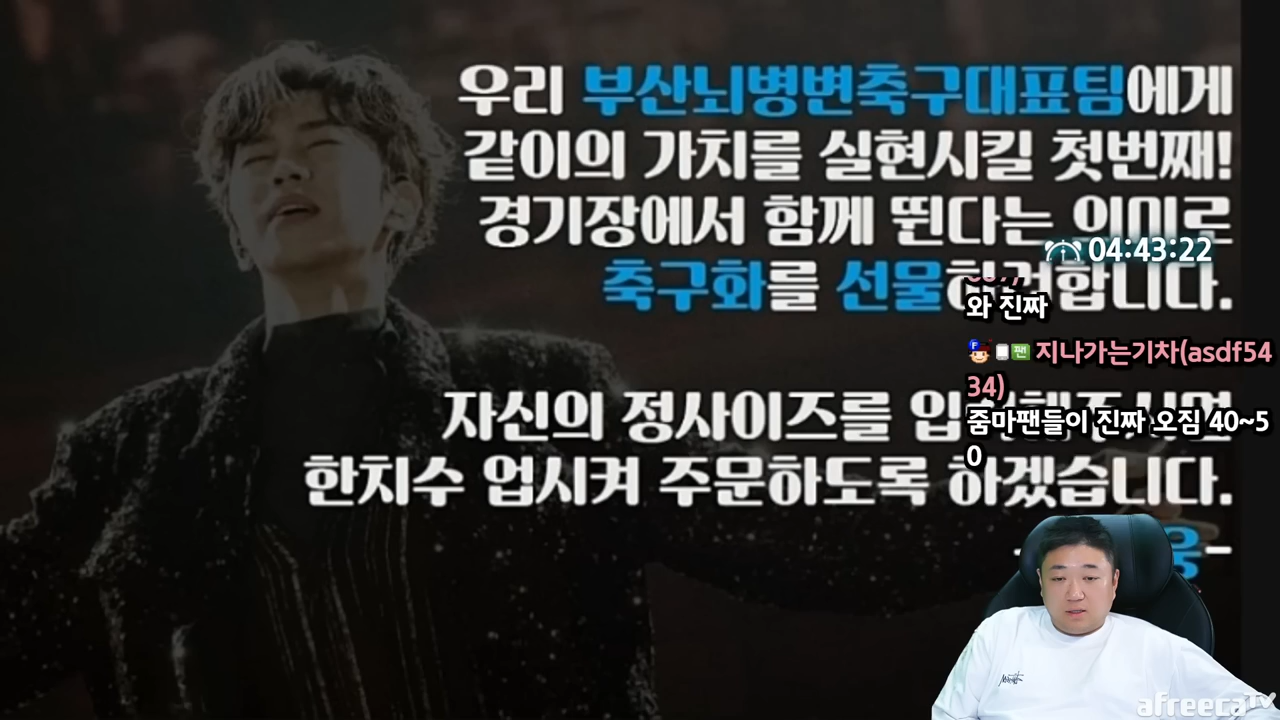 우리 부산뇌병변축구대표팀에게
같이의 가치를 실현시킬 첫번째!
경기장에서 함께 뛴다는 의미로
04:43:22
축구화를 선물하려합니다.
와 진짜
지나가는기차(asdf54
34)
자신의 정사이즈를
줌마팬들이 진짜 오짐 40~5
0
한치수 업시켜 주문하도록 하겠습니다.
웅-
afreecaTV